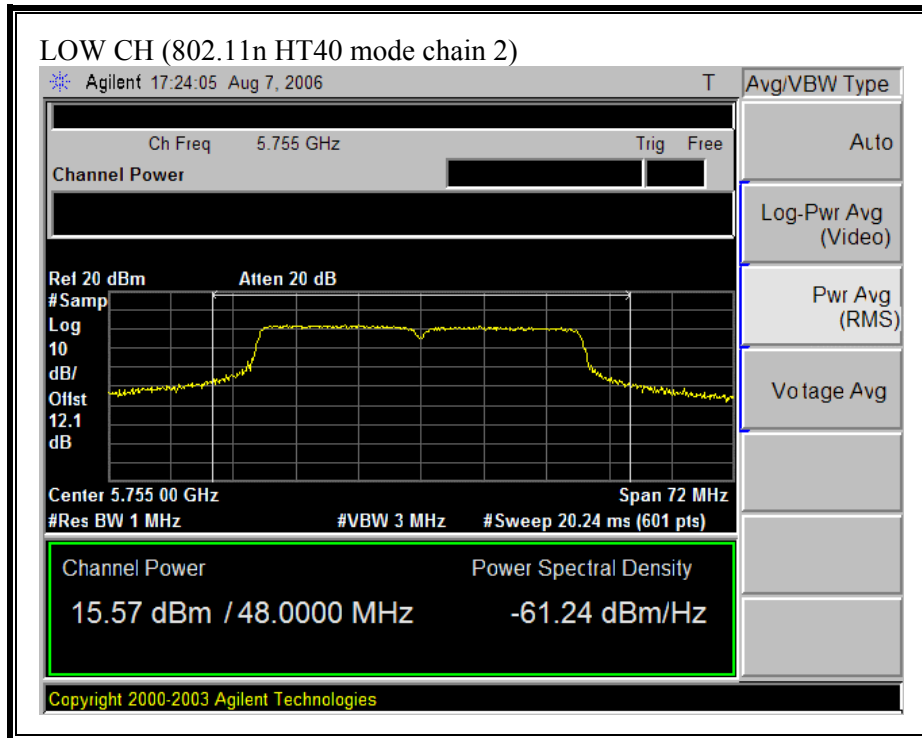 LOW CH (802.11n HT40 mode chain 2)
Agilent 17:24:05 Aug 7, 2006 T
Avg/VBW Type
Ch Freq 5.755 GHz Trig Free
Channel Power
Auto
Log-Pwr Avg
(Video)
Pwr Avg
(RMS)
Voltage Avg
Ref 20 dBm Atten 20 dB
#Samp
Log
10
dB/
Offst
12.1
dB
Center 5.755 00 GHz Span 72 MHz
#Res BW 1 MHz #VBW 3 MHz #Sweep 20.24 ms (601 pts)
Channel Power Power Spectral Density
15.57 dBm / 48.0000 MHz -61.24 dBm/Hz
Copyright 2000-2003 Agilent Technologies